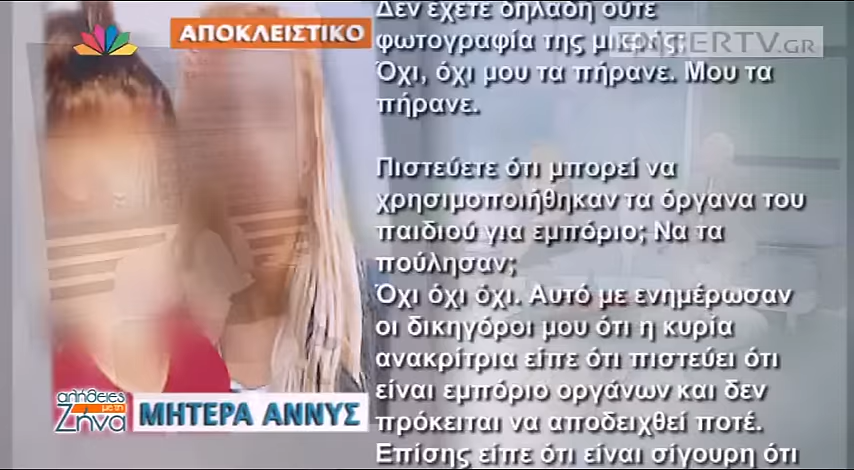 ΑΠΟΚΛΕΙΣΤΙΚΟ
ENTERTV.GR
Δεν έχετε δηλαδή ούτε
φωτογραφία της μικρής;
Όχι, όχι μου τα πήρανε. Μου τα
πήρανε.
Πιστεύετε ότι μπορεί να
χρησιμοποιήθηκαν τα όργανα του
παιδιού για εμπόριο; Να τα
πούλησαν;
Όχι όχι όχι. Αυτό με ενημέρωσαν
οι δικηγόροι μου ότι η κυρία
ανακρίτρια είπε ότι πιστεύει ότι
είναι εμπόριο οργάνων και δεν
πρόκειται να αποδειχθεί ποτέ.
Επίσης είπε ότι είναι σίγουρη ότι
αλήθειες
με τη
Ζήνα
ΜΗΤΕΡΑ ΑΝΝΥΣ